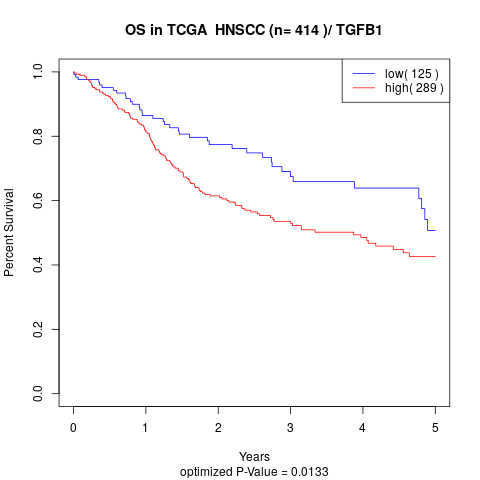 OS in TCGA  HNSCC (n= 414 )/ TGFB1
low( 125 )
high( 289 )
Percent Survival
1.0
0.8
0.6
0.4
0.2
0.0
0 1 2 3 4 5
Years
optimized P-Value = 0.0133